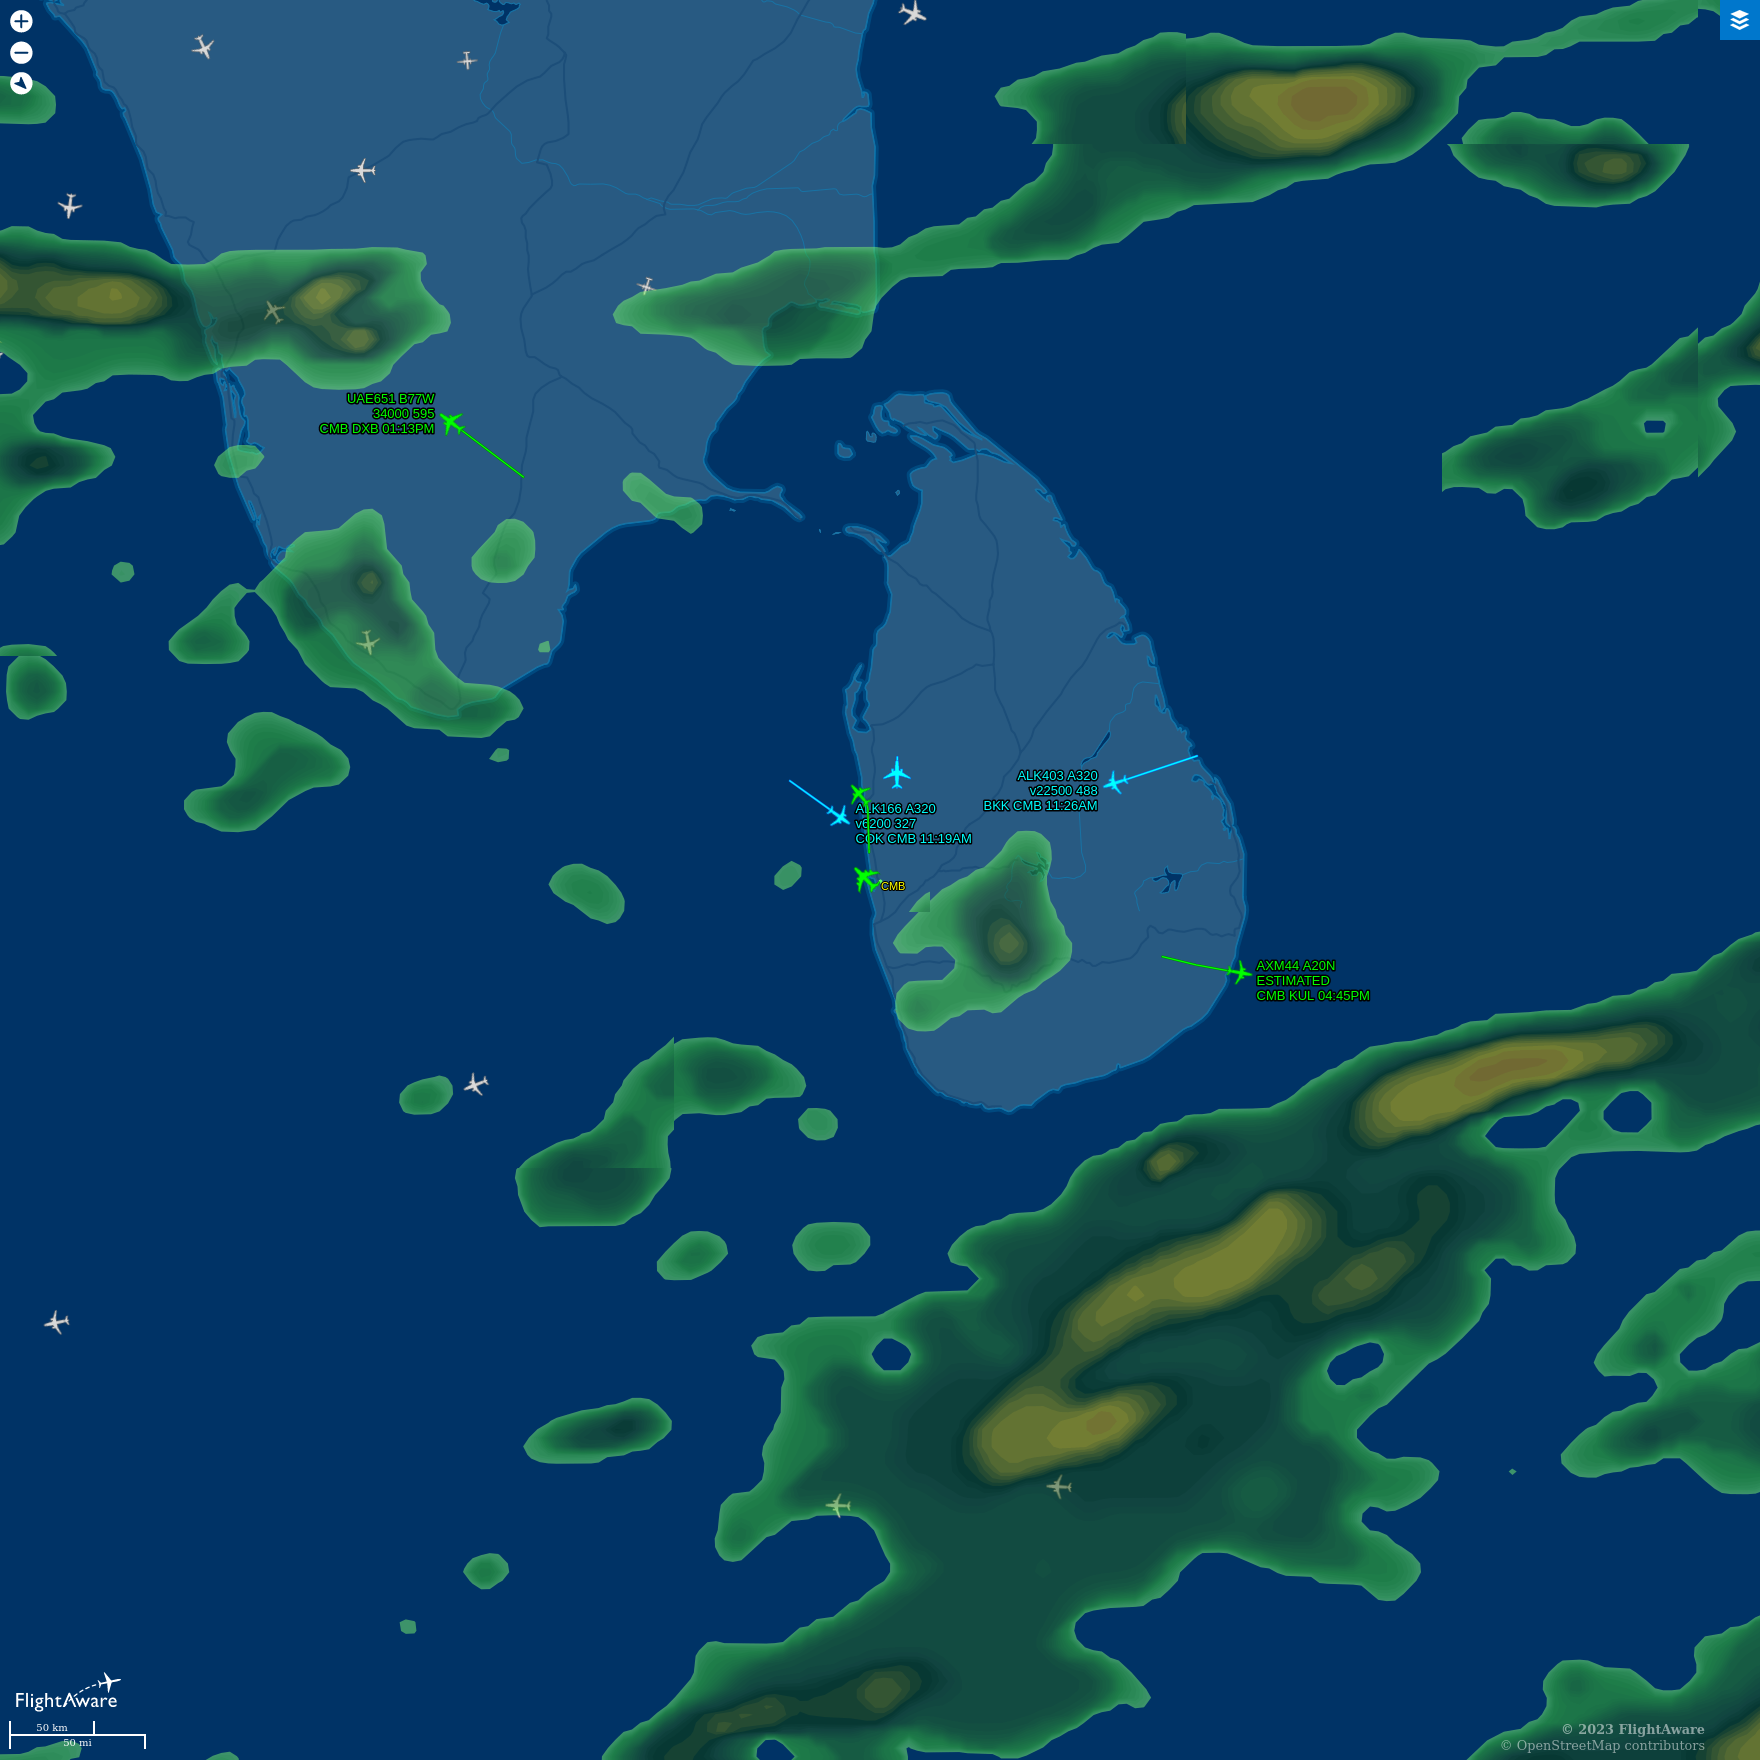 UAE651 B77W
34000 595
CMB DXB 01:13PM
ALK403 A320
v22500 488
BKK CMB 11:26AM
ALK166 A320
v6200 327
COK CMB 11:19AM
CMB
AXM44 A20N
ESTIMATED
CMB KUL 04:45PM
FlightAware
50 km
50 mi
© 2023 FlightAware
© OpenStreetMap contributors